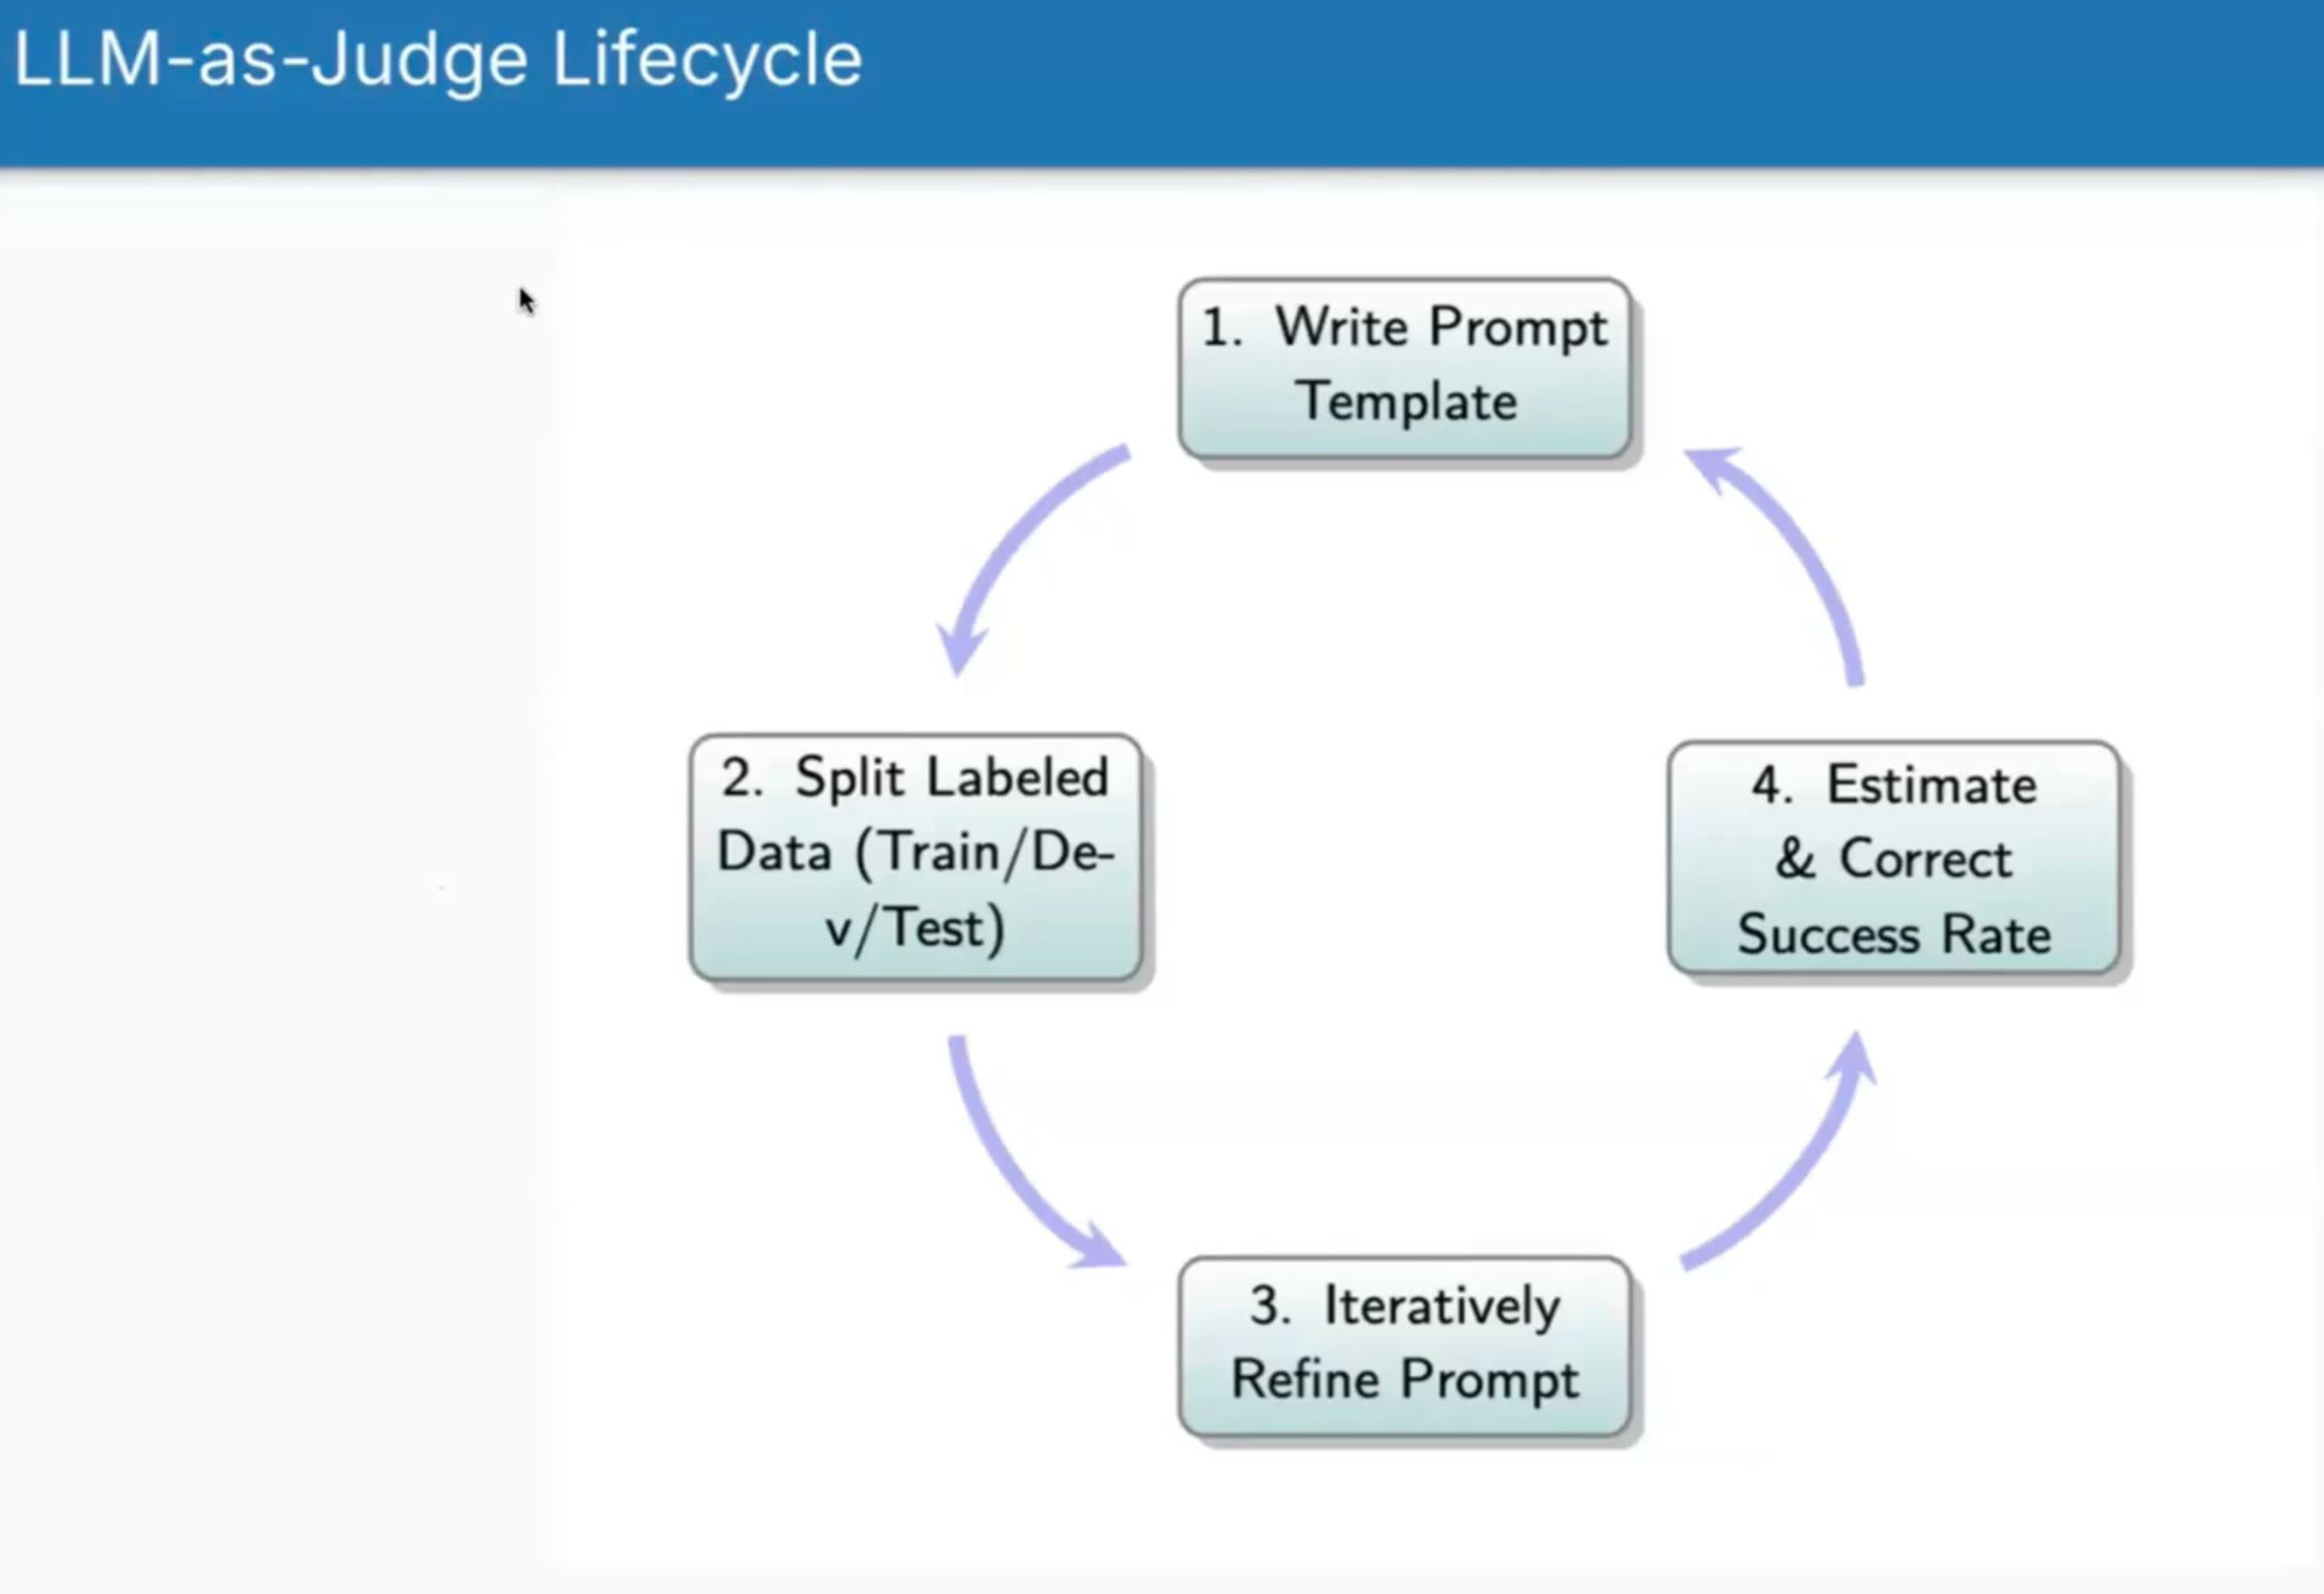 LLM-as-Judge Lifecycle
1. Write Prompt
Template
2. Split Labeled
Data (Train/De-
v/Test)
4. Estimate
& Correct
Success Rate
3. Iteratively
Refine Prompt